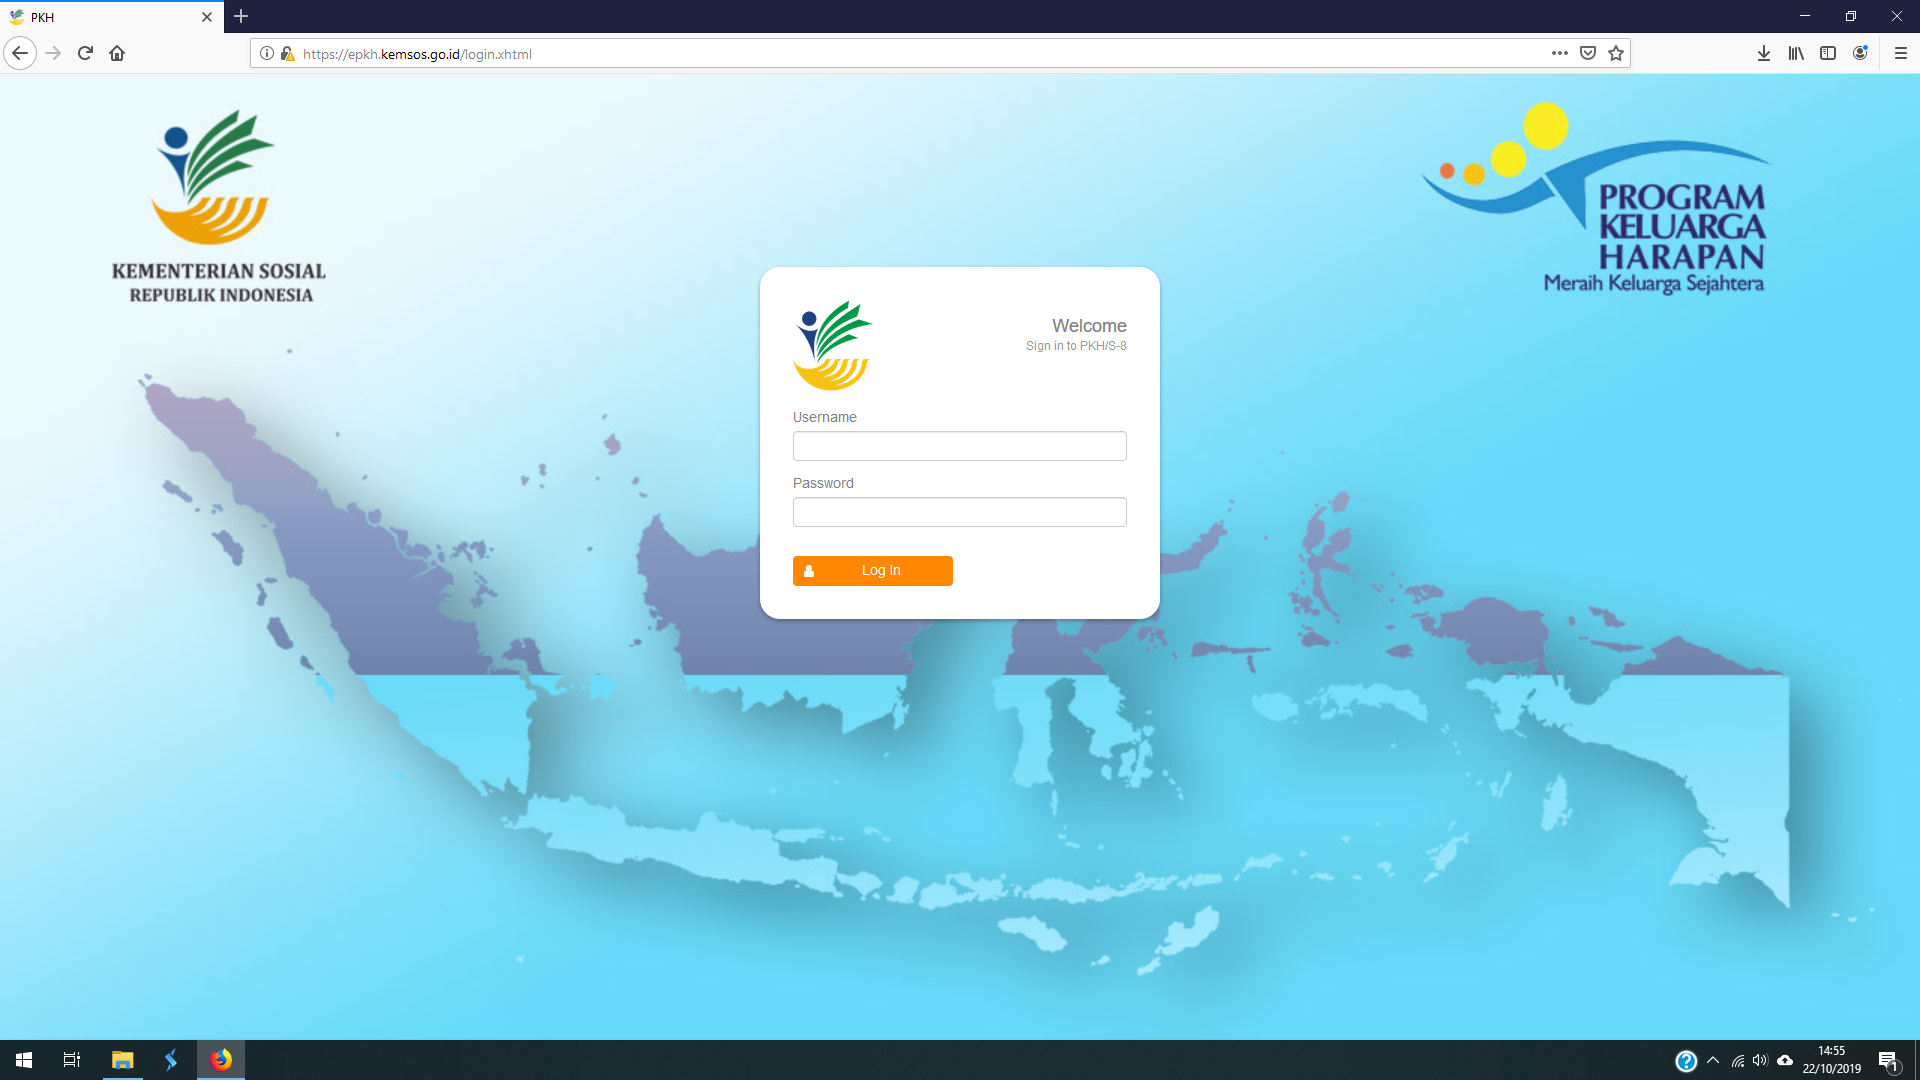 PKH
https://epkh.kemsos.go.id/login.xhtml
KEMENTERIAN SOSIAL
REPUBLIK INDONESIA
PROGRAM
KELUARGA
HARAPAN
Meraih Keluarga Sejahtera
Welcome
Sign in to PKH/S-8
Username
Password
Log In
14:55
22/10/2019
1